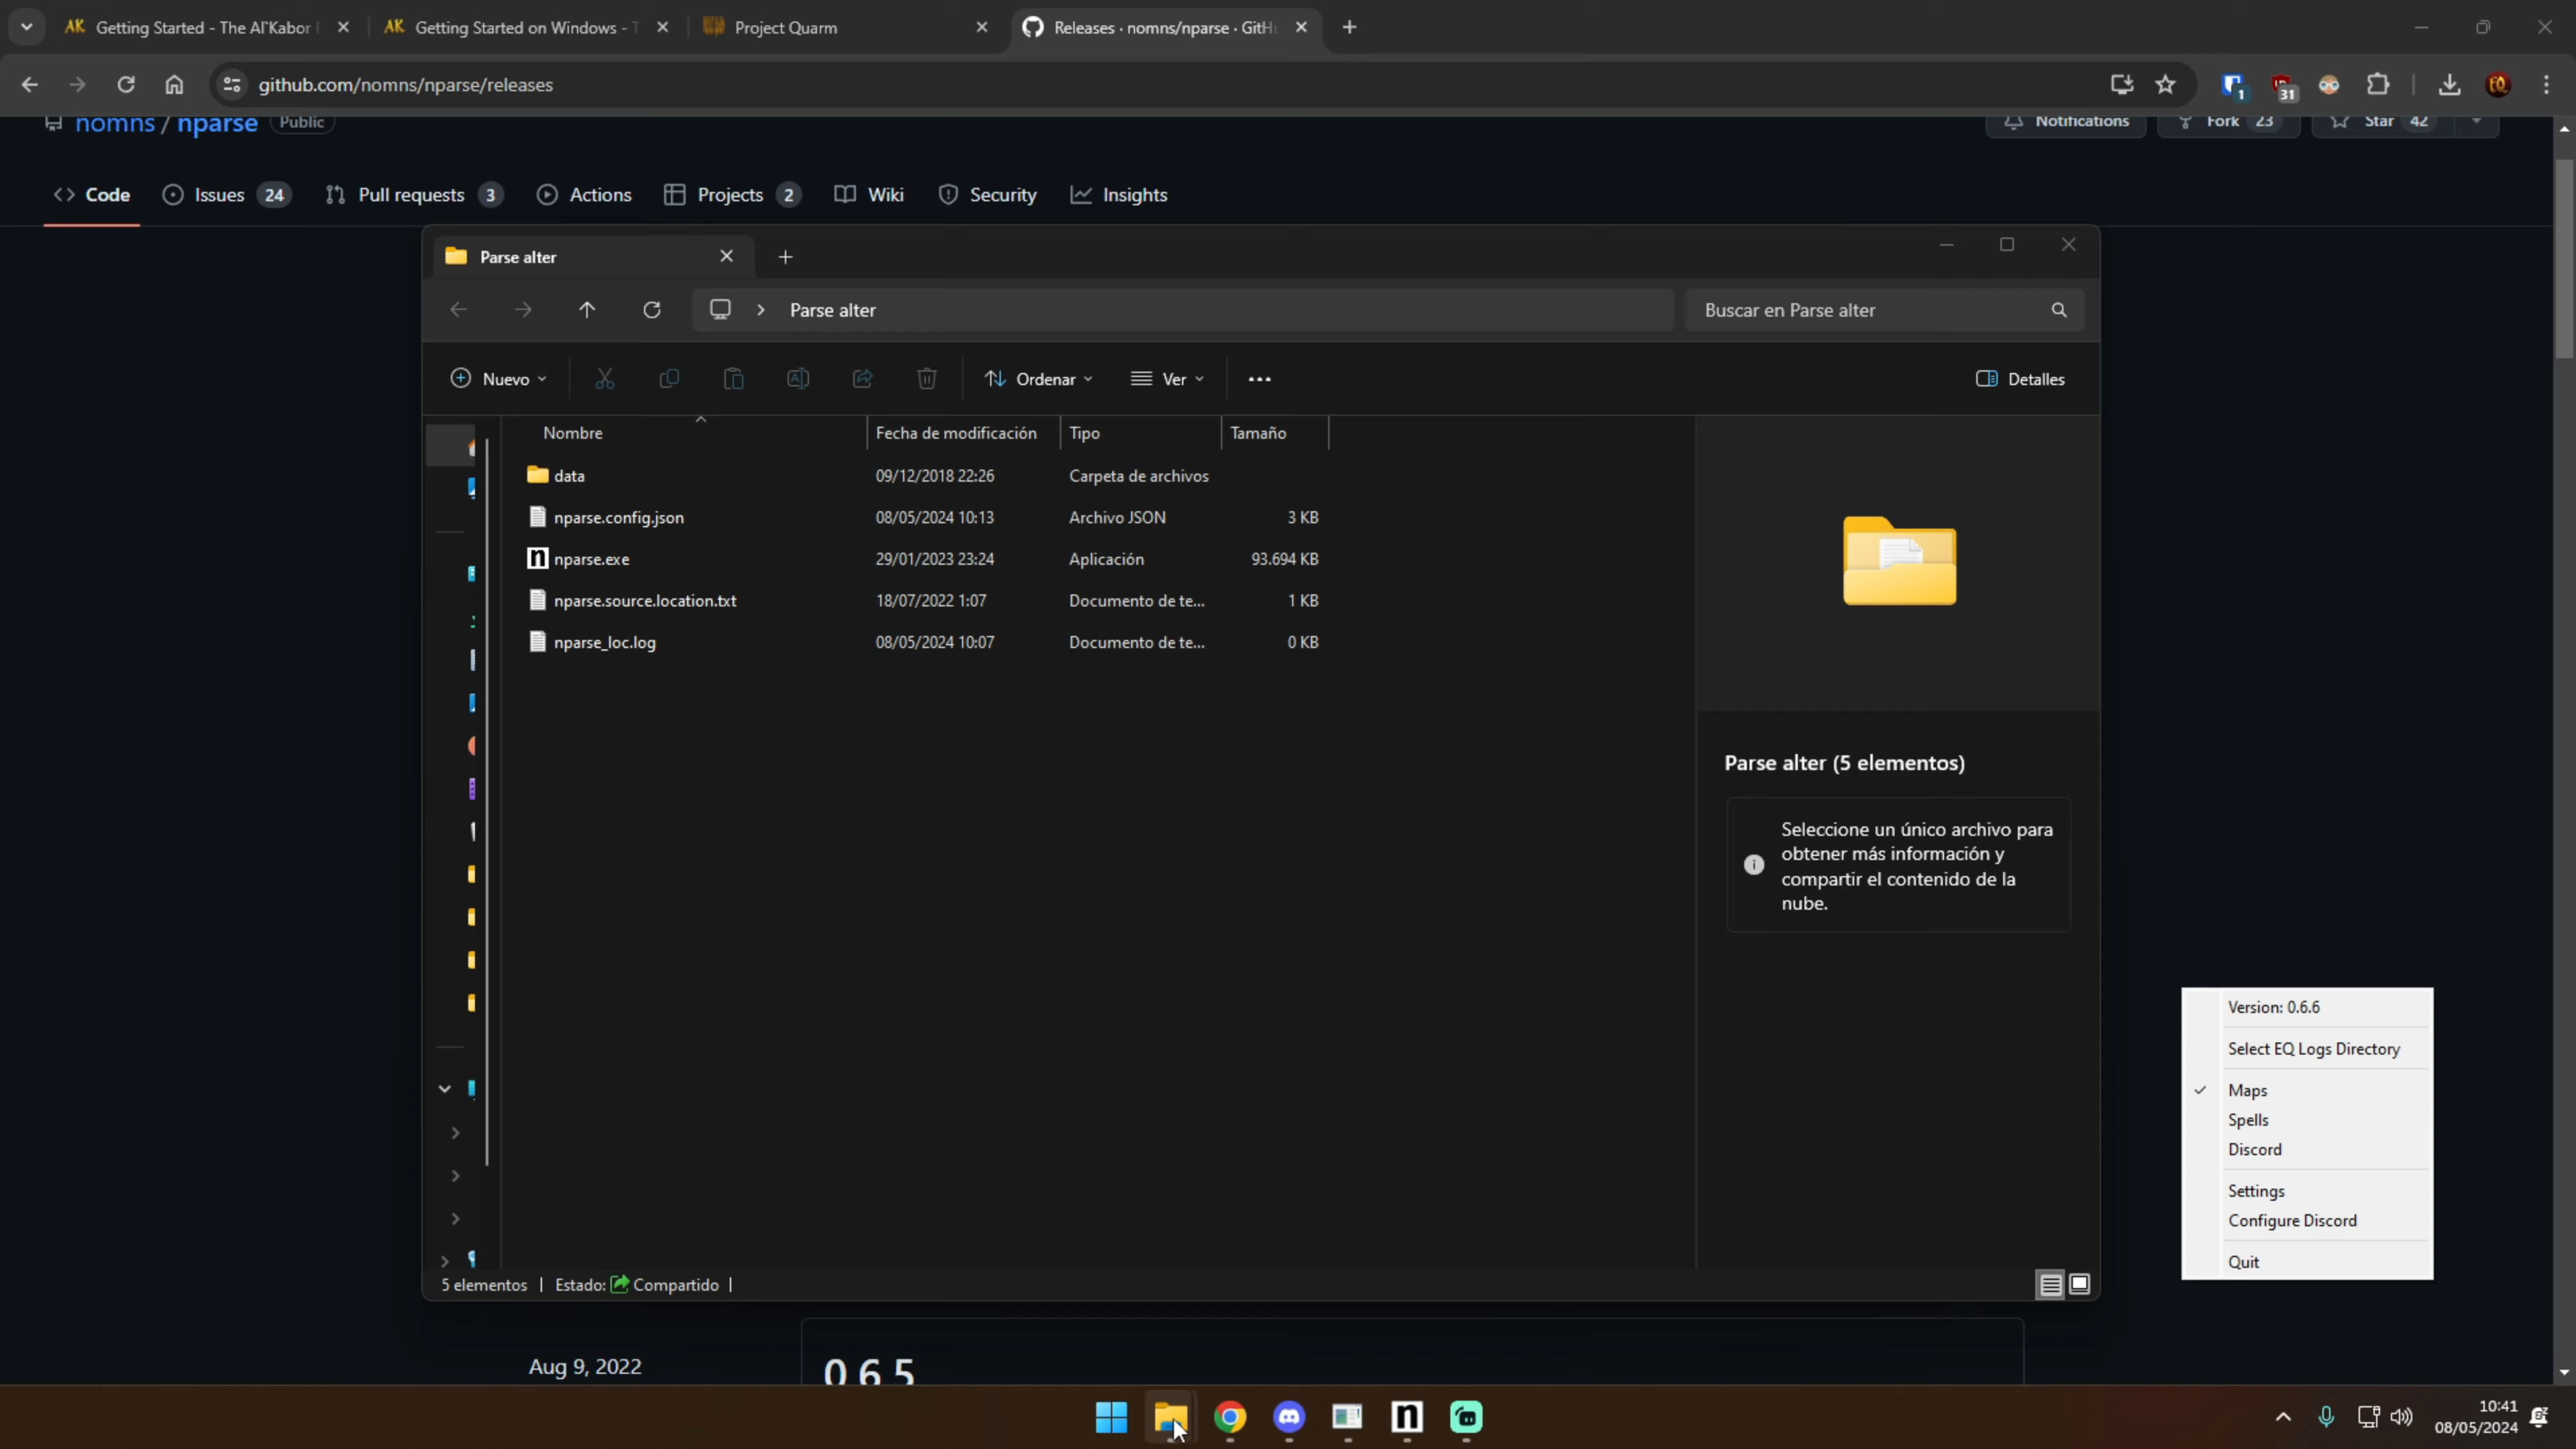 Getting Started - The Al'Kabor
Getting Started on Windows - T
Project Quarm
Releases · nomns/nparse · GitHu
github.com/nomns/nparse/releases
1
31
nomns / nparse Public
Notifications
Fork 23
Star 42
Code
Issues 24
Pull requests 3
Actions
Projects 2
Wiki
Security
Insights
Parse alter
Parse alter
Buscar en Parse alter
Nuevo
Ordenar
Ver
Detalles
Nombre Fecha de modificación Tipo Tamaño
data 09/12/2018 22:26 Carpeta de archivos
nparse.config.json 08/05/2024 10:13 Archivo JSON 3 KB
nparse.exe 29/01/2023 23:24 Aplicación 93.694 KB
nparse.source.location.txt 18/07/2022 1:07 Documento de te... 1 KB
nparse_loc.log 08/05/2024 10:07 Documento de te... 0 KB
Parse alter (5 elementos)
Seleccione un único archivo para
obtener más información y
compartir el contenido de la
nube.
5 elementos | Estado: Compartido |
Version: 0.6.6
Select EQ Logs Directory
Maps
Spells
Discord
Settings
Configure Discord
Quit
Aug 9, 2022
0.6.5
n
10:41
08/05/2024